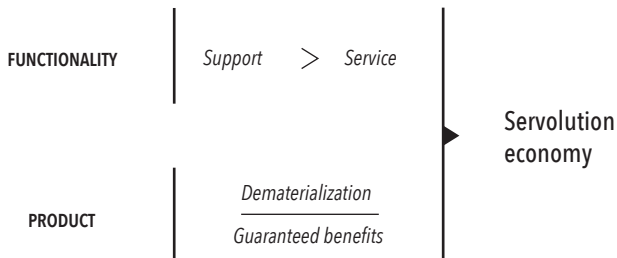 FUNCTIONALITY
Support > Service
PRODUCT
Dematerialization
Guaranteed benefits
Servolution
economy